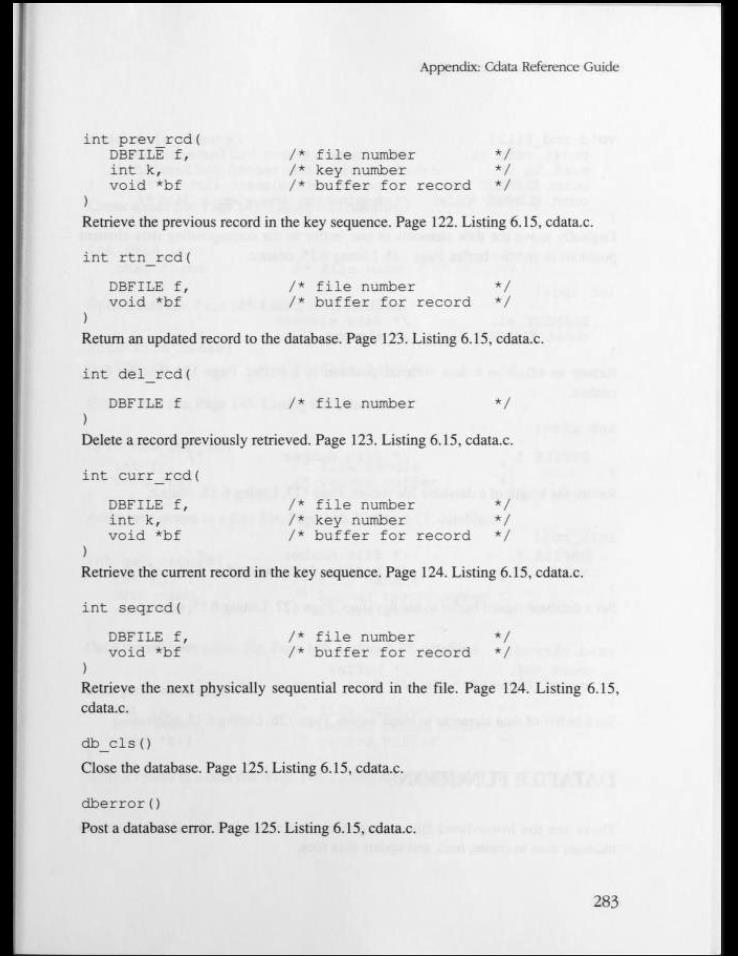 Appendix: Cdata Reference Guide
int prev_rcd(
DBFILE f, /* file number */
int k, /* key number */
void *bf /* buffer for record */
)
Retrieve the previous record in the key sequence. Page 122. Listing 6.15, cdata.c.
int rtn_rcd(
DBFILE f, /* file number */
void *bf /* buffer for record */
)
Return an updated record to the database. Page 123. Listing 6.15, cdata.c.
int del_rcd(
DBFILE f /* file number */
)
Delete a record previously retrieved. Page 123. Listing 6.15, cdata.c.
int curr_rcd(
DBFILE f, /* file number */
int k, /* key number */
void *bf /* buffer for record */
)
Retrieve the current record in the key sequence. Page 124. Listing 6.15, cdata.c.
int seqrcd(
DBFILE f, /* file number */
void *bf /* buffer for record */
)
Retrieve the next physically sequential record in the file. Page 124. Listing 6.15,
cdata.c.
db_cls()
Close the database. Page 125. Listing 6.15, cdata.c.
dberror()
Post a database error. Page 125. Listing 6.15, cdata.c.
283